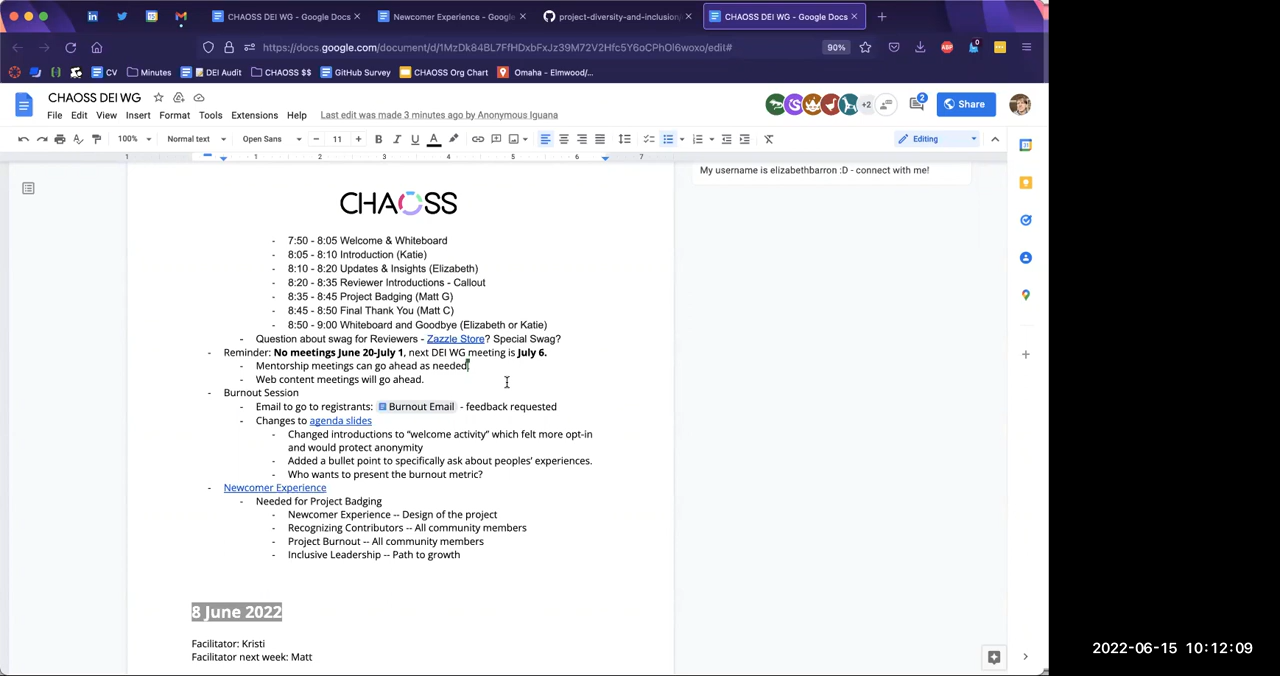 CHAOSS DEI WG - Google Docs
Newcomer Experience - Google
project-diversity-and-inclusion/
CHAOSS DEI WG - Google Docs
https://docs.google.com/document/d/1MzDk84BL7FfHDxbFxJz39M72V2Hfc5Y6oCPhOl6woxo/edit#
90%
CV
Minutes
DEI Audit
CHAOSS $$
GitHub Survey
CHAOSS Org Chart
Omaha - Elmwood/...
CHAOSS DEI WG
File Edit View Insert Format Tools Extensions Help
Last edit was made 3 minutes ago by Anonymous Iguana
+2
2
Share
100%
Normal text
Open Sans
11
Editing
1 1 2 3 4 5 6 7
My username is elizabethbarron :D - connect with me!
CHAOSS
- 7:50 - 8:05 Welcome & Whiteboard
- 8:05 - 8:10 Introduction (Katie)
- 8:10 - 8:20 Updates & Insights (Elizabeth)
- 8:20 - 8:35 Reviewer Introductions - Callout
- 8:35 - 8:45 Project Badging (Matt G)
- 8:45 - 8:50 Final Thank You (Matt C)
- 8:50 - 9:00 Whiteboard and Goodbye (Elizabeth or Katie)
- Question about swag for Reviewers - Zazzle Store? Special Swag?
- Reminder: No meetings June 20-July 1, next DEI WG meeting is July 6.
- Mentorship meetings can go ahead as needed
- Web content meetings will go ahead.
- Burnout Session
- Email to go to registrants: Burnout Email - feedback requested
- Changes to agenda slides
- Changed introductions to “welcome activity” which felt more opt-in
and would protect anonymity
- Added a bullet point to specifically ask about peoples’ experiences.
- Who wants to present the burnout metric?
- Newcomer Experience
- Needed for Project Badging
- Newcomer Experience -- Design of the project
- Recognizing Contributors -- All community members
- Project Burnout -- All community members
- Inclusive Leadership -- Path to growth
8 June 2022
Facilitator: Kristi
Facilitator next week: Matt
2022-06-15 10:12:09